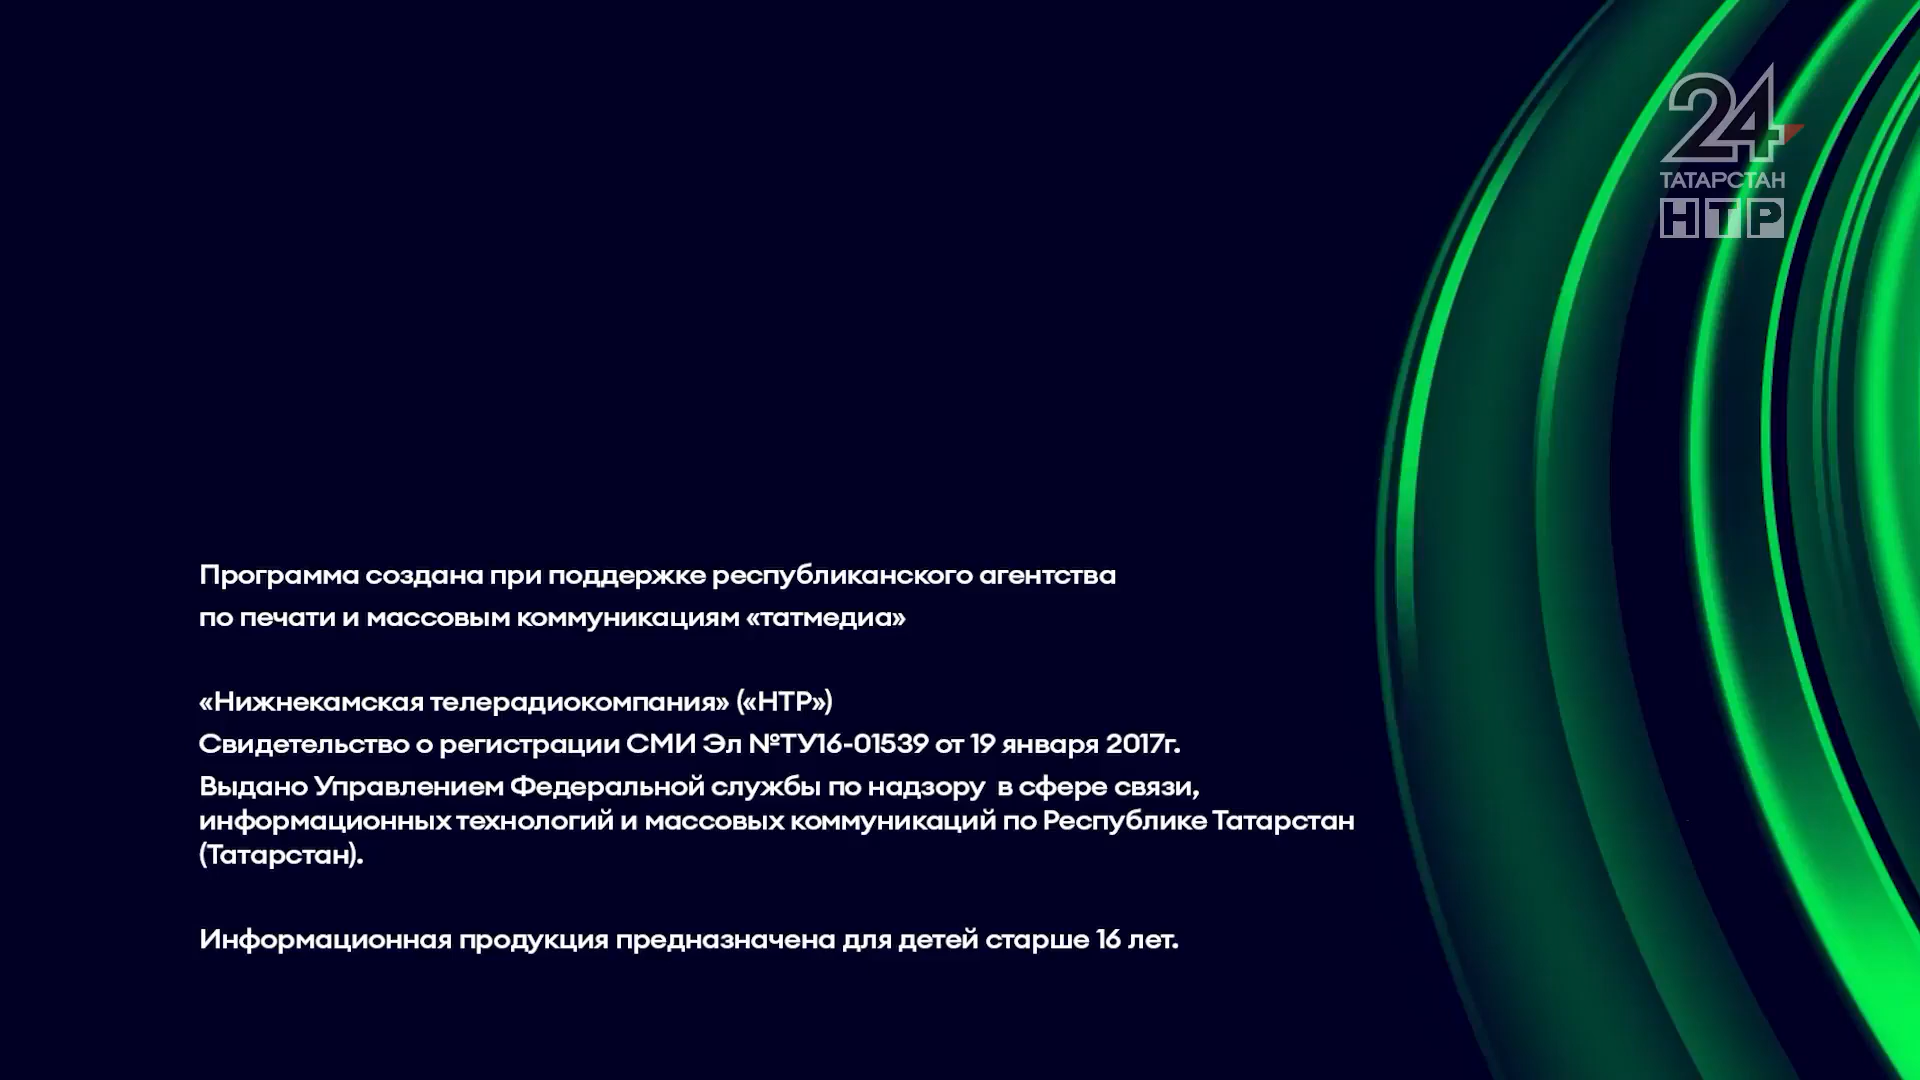 24
ТАТАРСТАН
НТР
Программа создана при поддержке республиканского агентства
по печати и массовым коммуникациям «татмедиа»
«Нижнекамская телерадиокомпания» («НТР»)
Свидетельство о регистрации СМИ Эл №ТУ16-01539 от 19 января 2017г.
Выдано Управлением Федеральной службы по надзору  в сфере связи,
информационных технологий и массовых коммуникаций по Республике Татарстан
(Татарстан).
Информационная продукция предназначена для детей старше 16 лет.